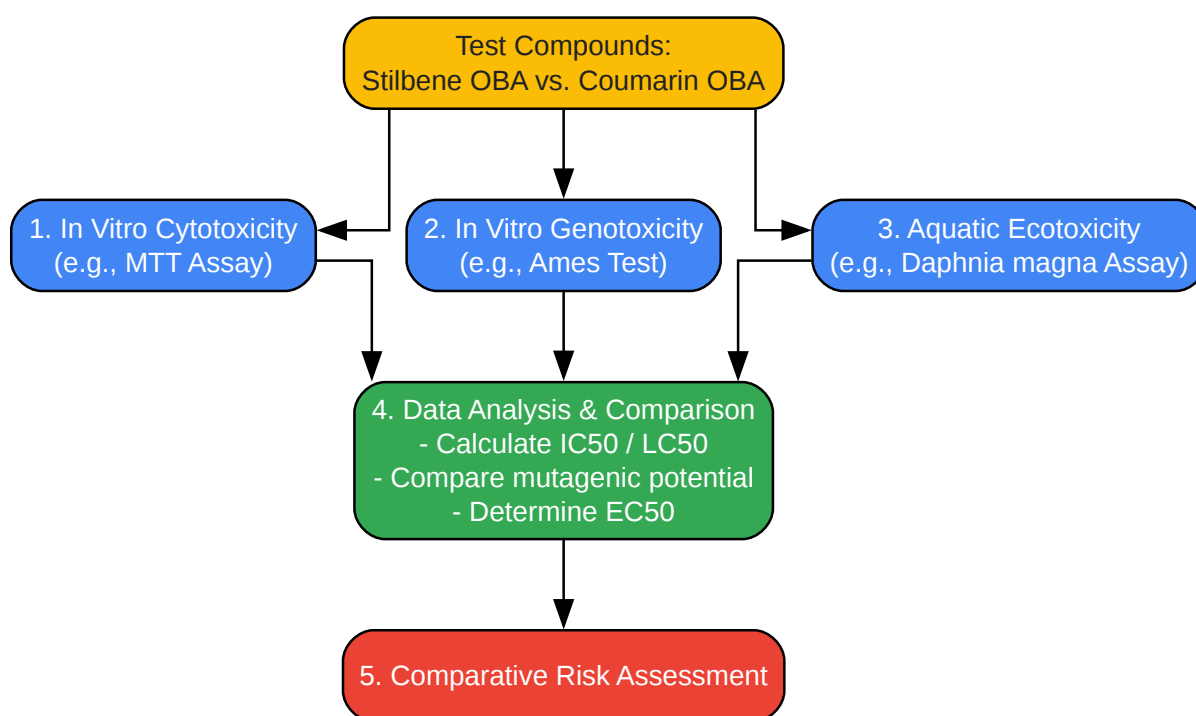 Test Compounds:
Stilbene OBA vs. Coumarin OBA
1. In Vitro Cytotoxicity
(e.g., MTT Assay)
2. In Vitro Genotoxicity
(e.g., Ames Test)
3. Aquatic Ecotoxicity
(e.g., Daphnia magna Assay)
4. Data Analysis & Comparison
- Calculate IC50 / LC50
- Compare mutagenic potential
- Determine EC50
5. Comparative Risk Assessment